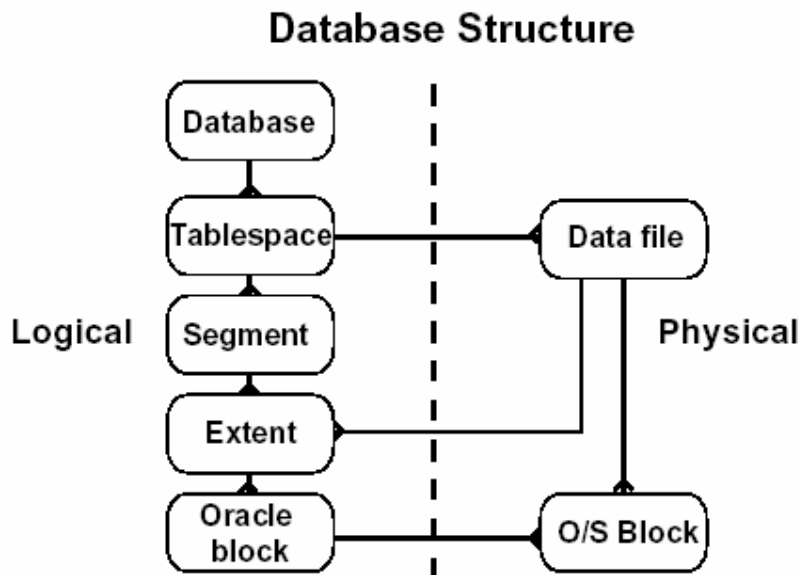 Database Structure
Database
Tablespace
Data file
Logical
Segment
Physical
Extent
Oracle
block
O/S Block